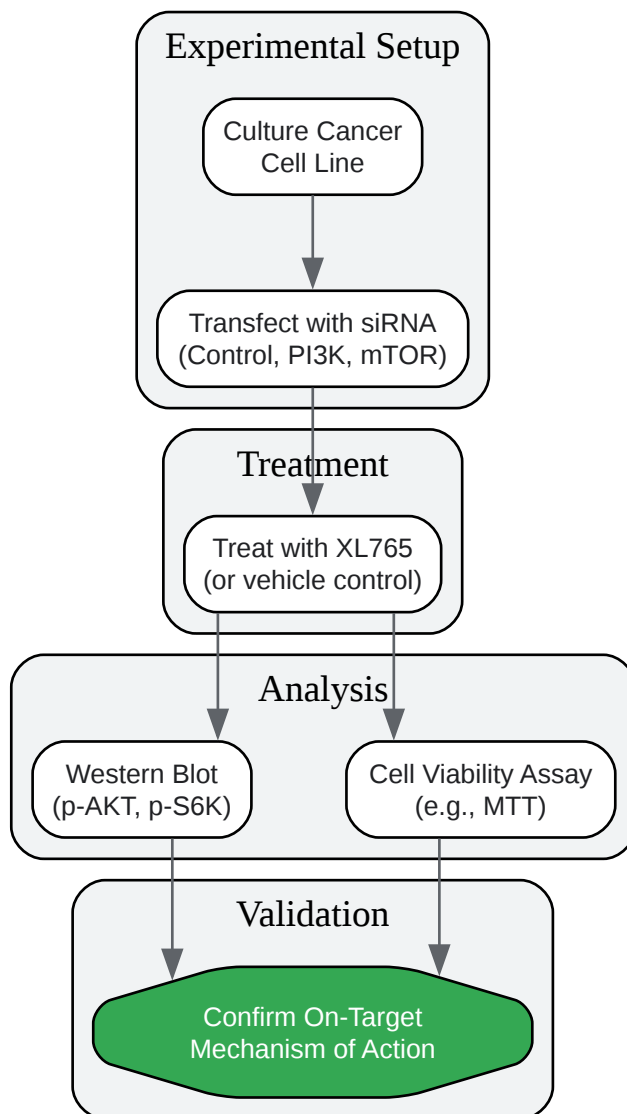 Experimental Setup
Culture Cancer
Cell Line
Transfect with siRNA
(Control, PI3K, mTOR)
Treatment
Treat with XL765
(or vehicle control)
Analysis
Western Blot
(p-AKT, p-S6K)
Cell Viability Assay
(e.g., MTT)
Validation
Confirm On-Target
Mechanism of Action